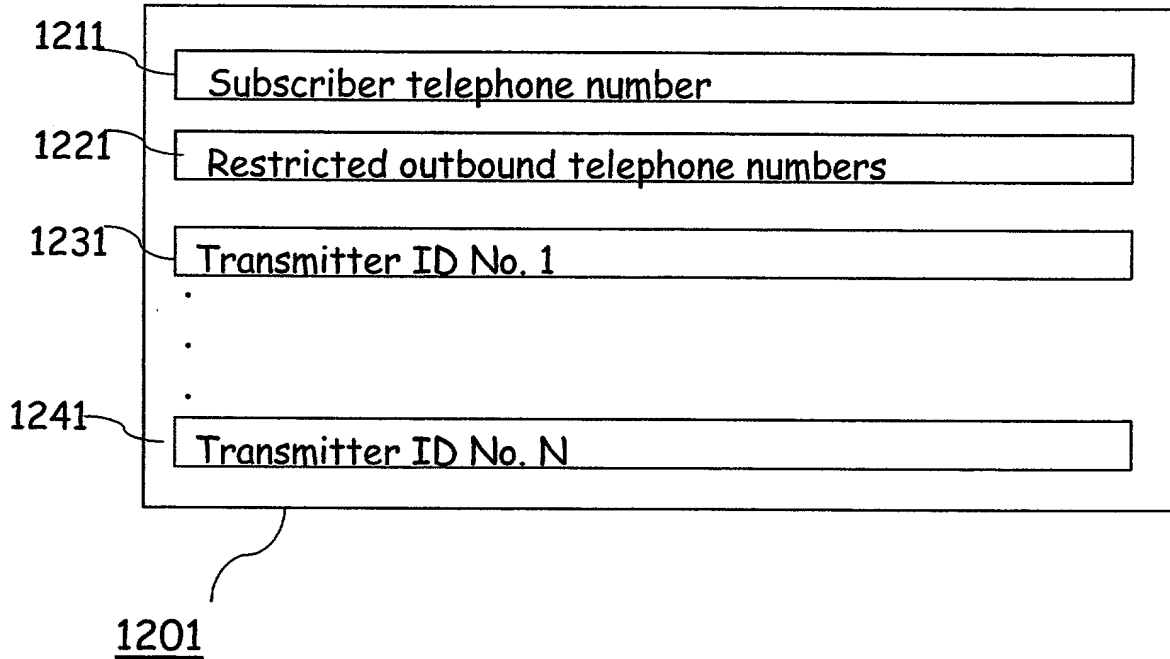 1211
Subscriber telephone number
1221
Restricted outbound telephone numbers
1231
Transmitter ID No. 1
.
.
.
1241
Transmitter ID No. N
1201